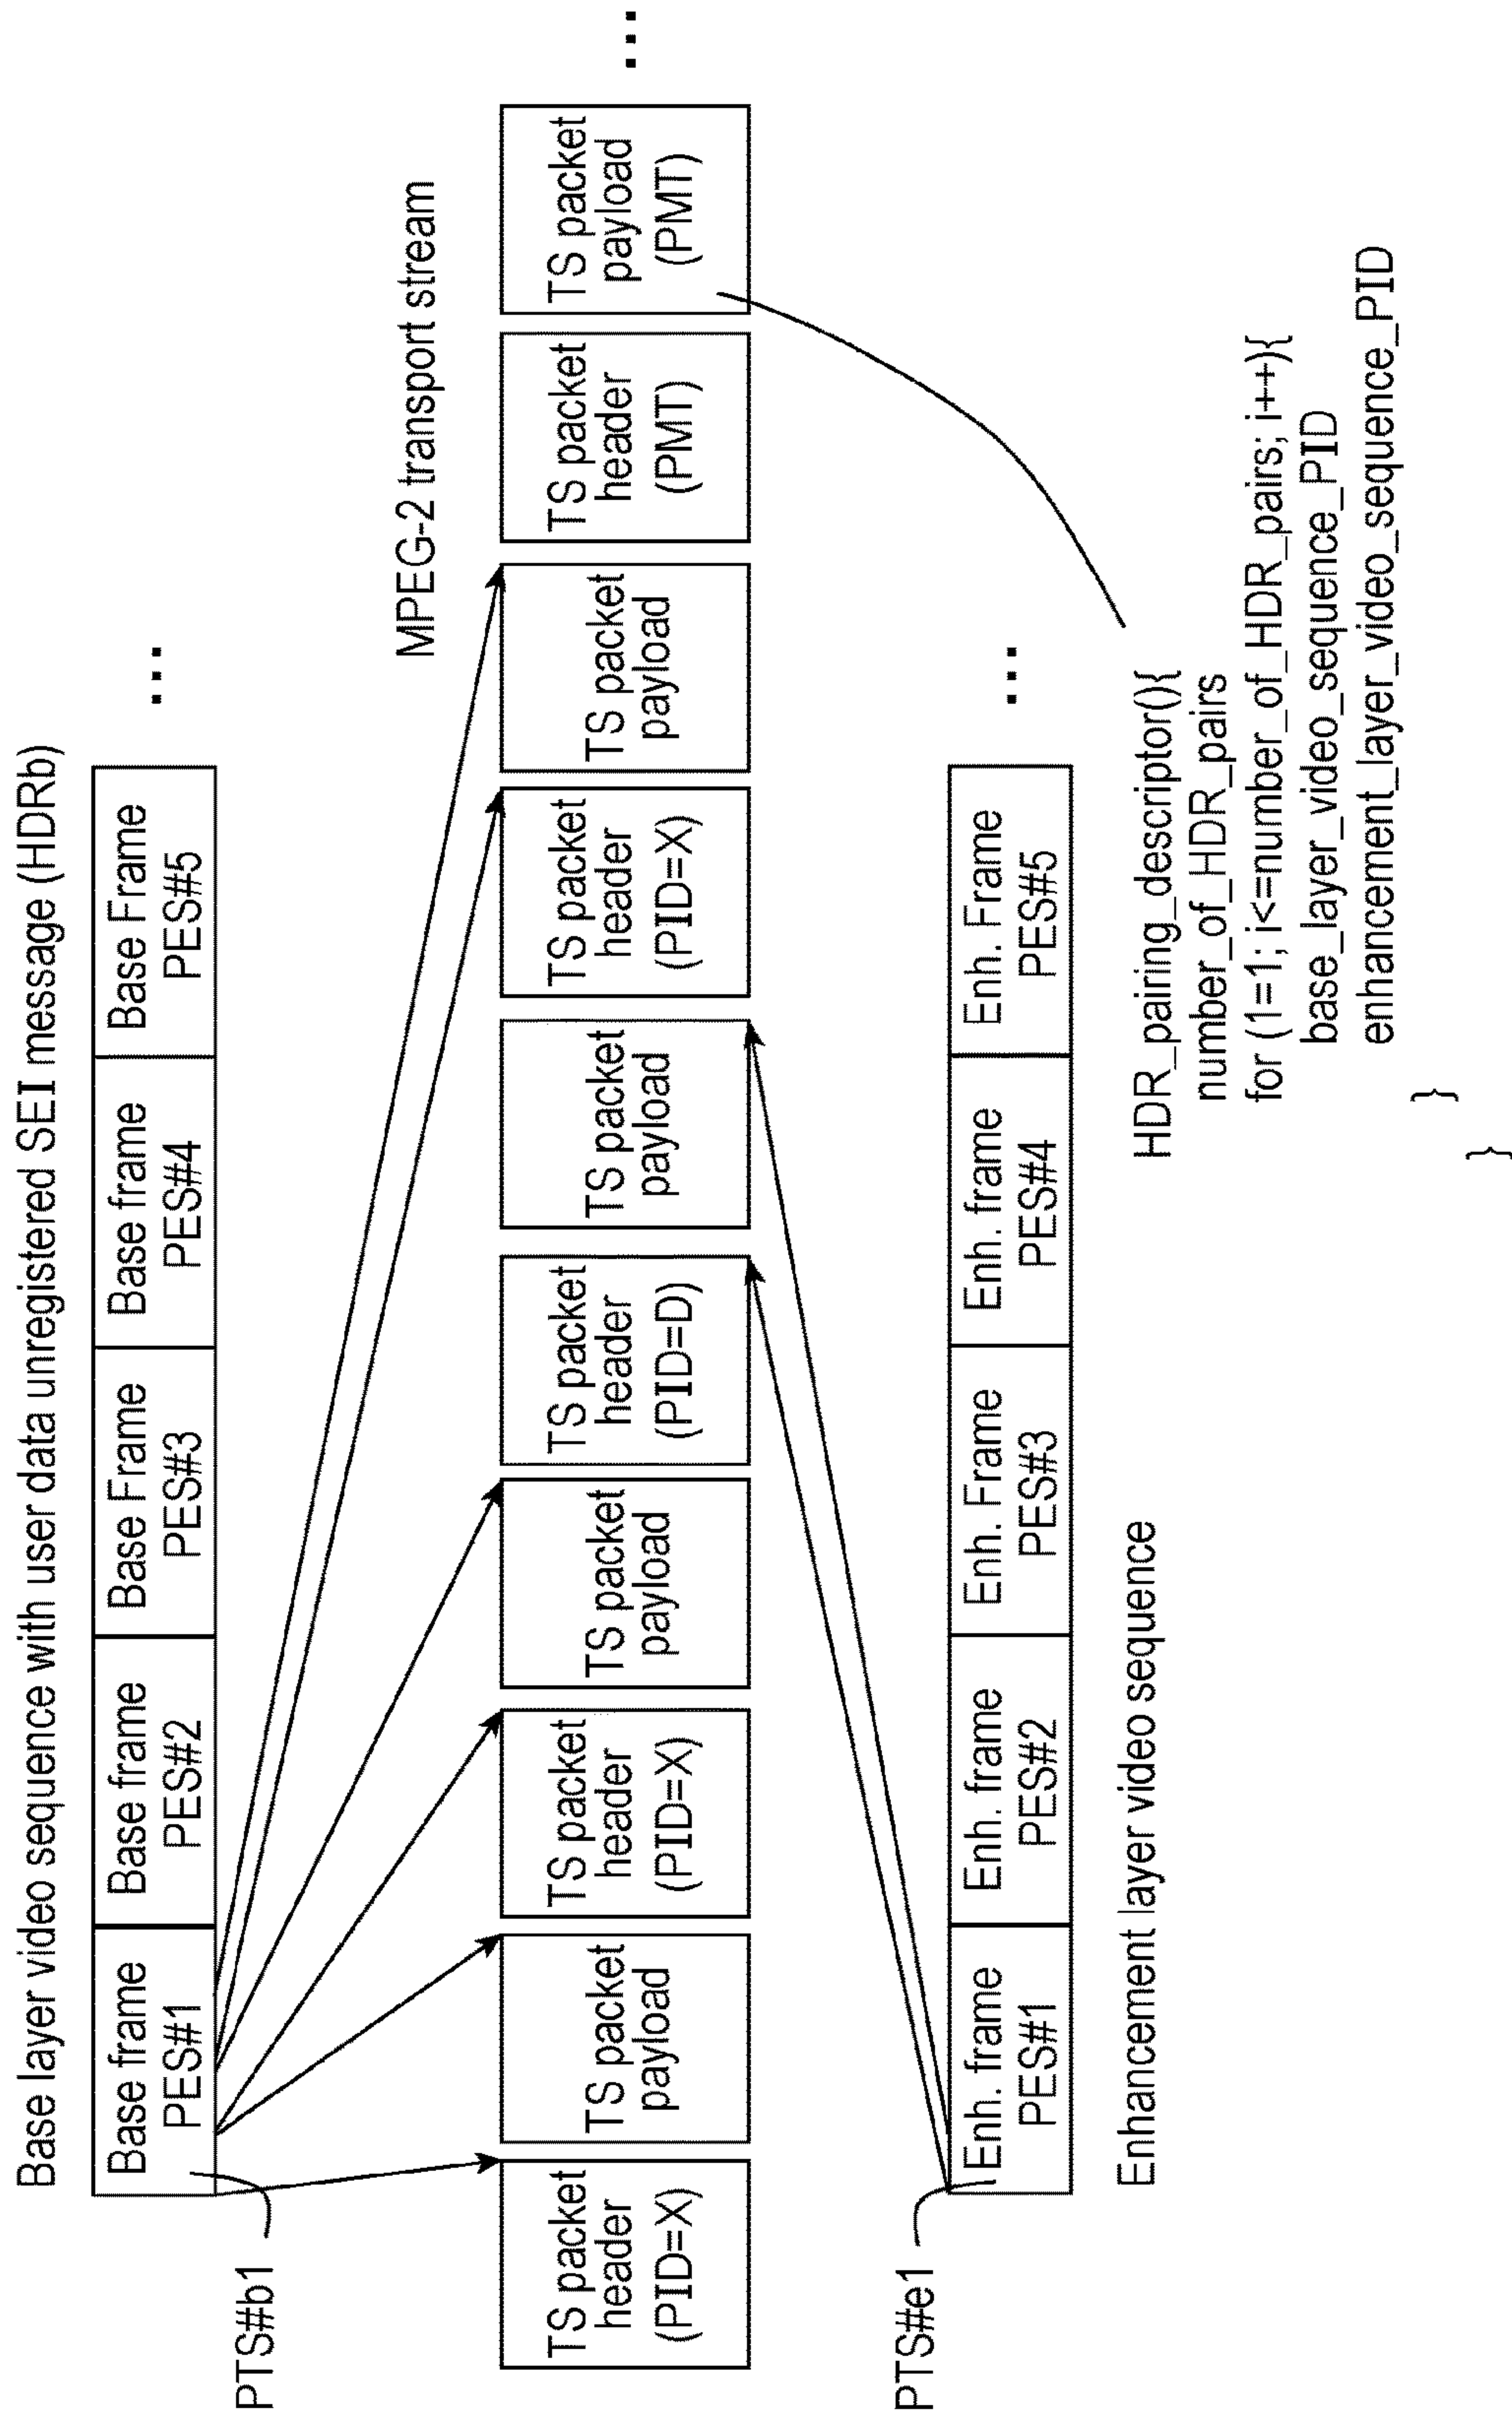 Base layer video sequence with user data unregistered SEI message (HDRb)
Base frame
PES#1
Base frame
PES#2
Base Frame
PES#3
Base frame
PES#4
Base Frame
PES#5
...
PTS#b1
MPEG-2 transport stream
TS packet
header
(PID=X)
TS packet
payload
TS packet
header
(PID=X)
TS packet
payload
TS packet
header
(PID=D)
TS packet
payload
TS packet
header
(PID=X)
TS packet
payload
TS packet
header
(PMT)
TS packet
payload
(PMT)
...
PTS#e1
Enh. frame
PES#1
Enh. frame
PES#2
Enh. Frame
PES#3
Enh. frame
PES#4
Enh. Frame
PES#5
...
Enhancement layer video sequence
HDR_pairing_descriptor(){
number_of_HDR_pairs
for (1=1; i<=number_of_HDR_pairs; i++){
base_layer_video_sequence_PID
enhancement_layer_video_sequence_PID
}
}